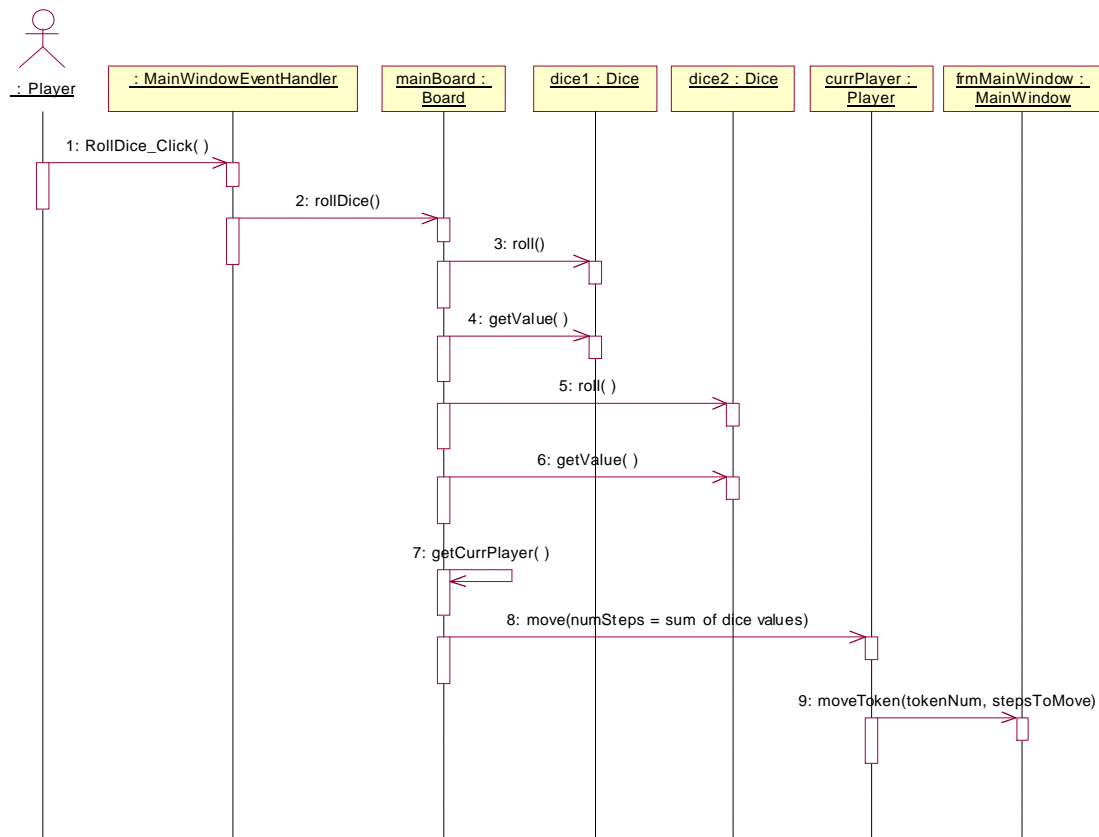 : Player
: MainWindowEventHandler
mainBoard :
Board
dice1 : Dice
dice2 : Dice
currPlayer :
Player
frmMainWindow :
MainWindow
1: RollDice_Click( )
2: rollDice()
3: roll()
4: getValue( )
5: roll( )
6: getValue( )
7: getCurrPlayer( )
8: move(numSteps = sum of dice values)
9: moveToken(tokenNum, stepsToMove)